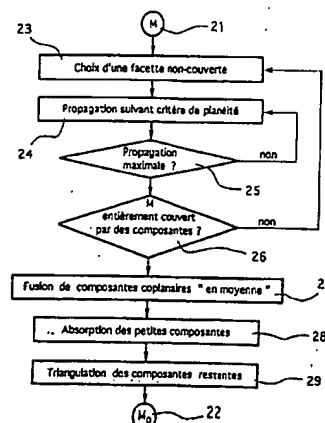 M
21
23
Choix d'une facette non-couverte
Propagation suivant critère de planéité
24
Propagation
maximale ?
non
25
M
entièrement couvert
par des composantes ?
non
26
Fusion de composantes coplanaires "en moyenne"
2
Absorption des petites composantes
28
Triangulation des composantes restantes
29
M₀
22